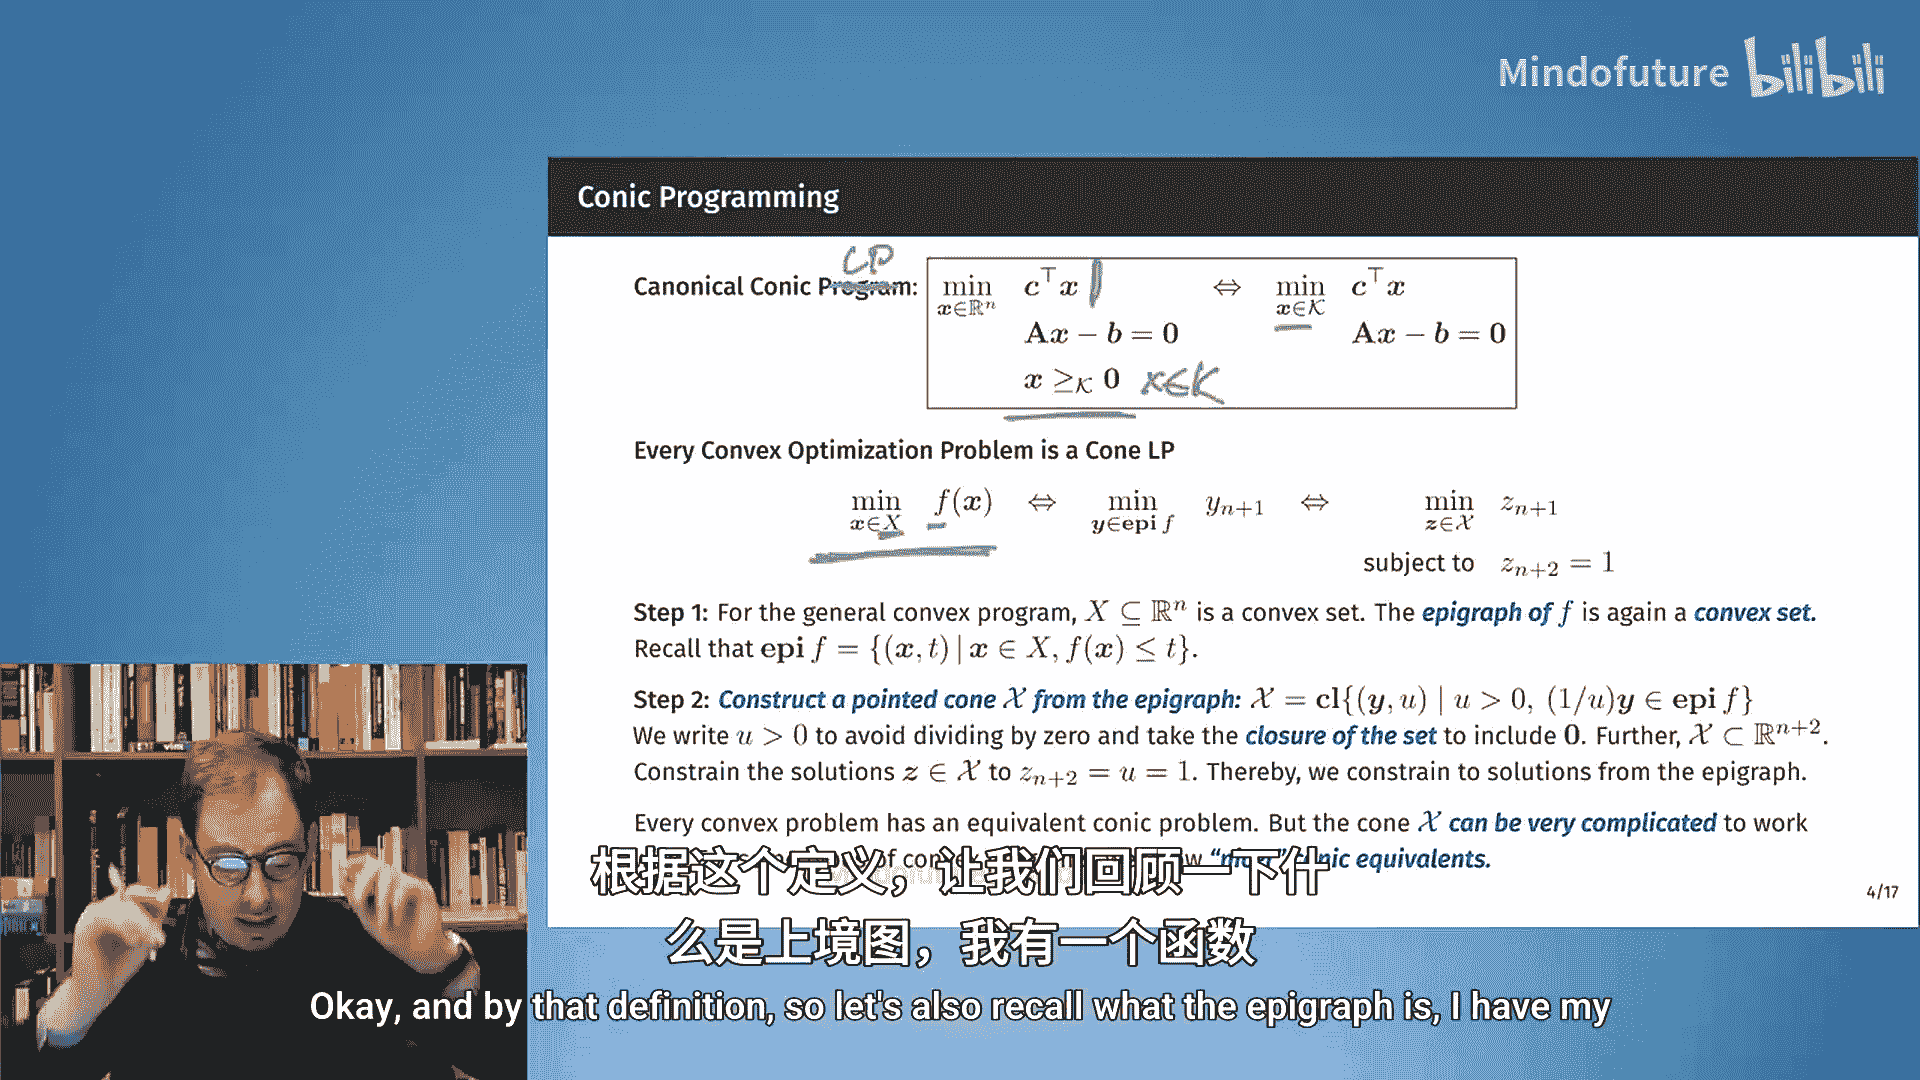 Mindofuture bilibili
Conic Programming
CP
Canonical Conic Program: min c⊤x ⇔ min c⊤x
x∈ℝⁿ x∈𝒦
Ax − b = 0 Ax − b = 0
x ≥𝒦 0 x∈K
Every Convex Optimization Problem is a Cone LP
min f(x) ⇔ min yₙ₊₁ ⇔ min zₙ₊₁
x∈X y∈epi f z∈𝒳
subject to zₙ₊₂ = 1
Step 1: For the general convex program, X ⊆ ℝⁿ is a convex set. The epigraph of f is again a convex set.
Recall that epi f = {(x, t) | x ∈ X, f(x) ≤ t}.
Step 2: Construct a pointed cone 𝒳 from the epigraph: 𝒳 = cl{(y, u) | u > 0, (1/u)y ∈ epi f}
We write u > 0 to avoid dividing by zero and take the closure of the set to include 0. Further, 𝒳 ⊂ ℝⁿ⁺².
Constrain the solutions z ∈ 𝒳 to zₙ₊₂ = u = 1. Thereby, we constrain to solutions from the epigraph.
Every convex problem has an equivalent conic problem. But the cone 𝒳 can be very complicated to work
of conic equivalents.
4/17
根据这个定义，让我们回顾一下什
么是上境图，我有一个函数
Okay, and by that definition, so let's also recall what the epigraph is, I have my